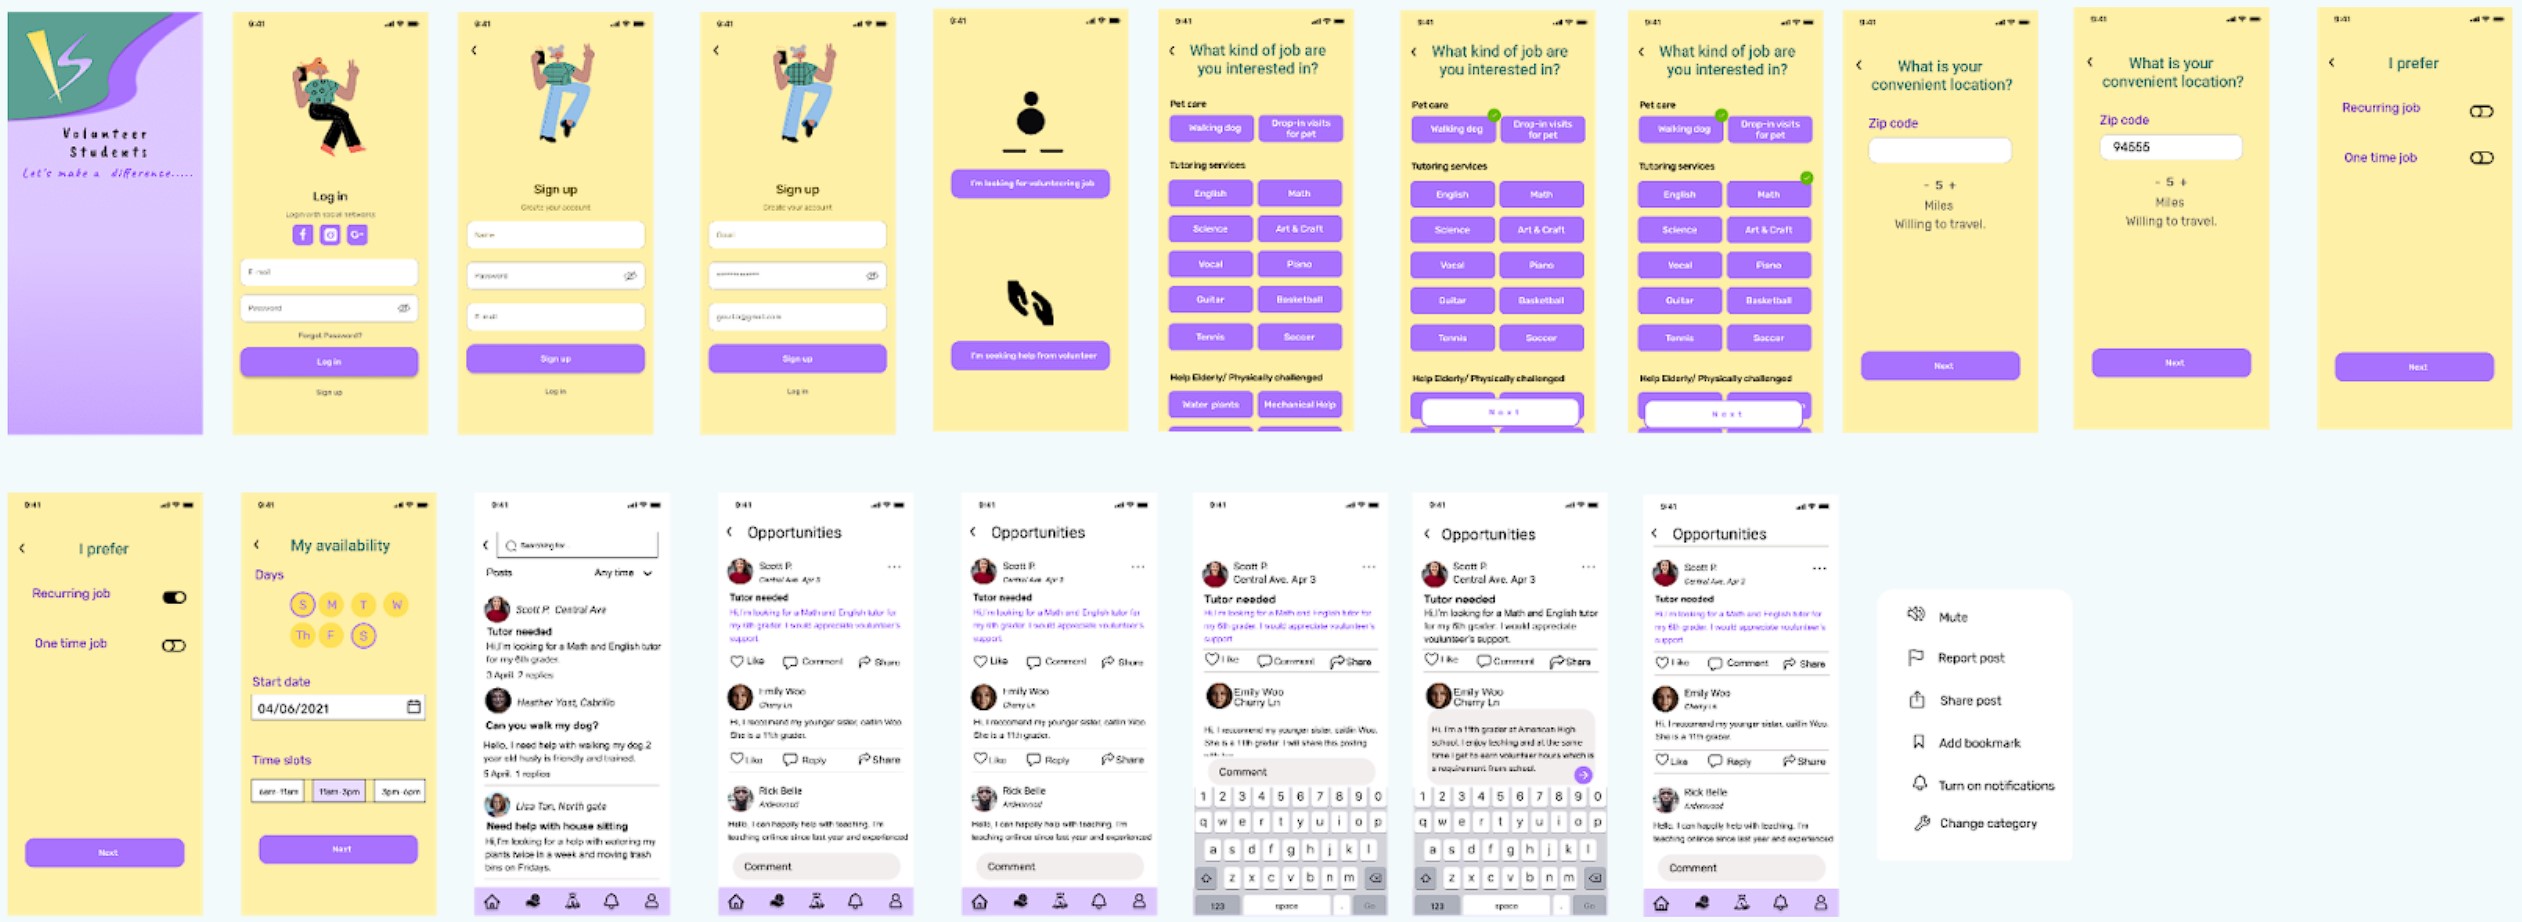 Volunteer
Students
Let's make a difference.....
9:41
Log in
Login with social networks
E-mail
Password
Forgot Password?
Log in
Sign up
9:41
Sign up
Create your account
Name
Password
E-mail
Sign up
Log in
9:41
Sign up
Create your account
Sign up
Log in
9:41
I'm looking for volunteering job
I'm seeking help from volunteer
9:41
What kind of job are
you interested in?
Pet care
Walking dog
Drop-in visits
for pet
Tutoring services
English Math
Science Art & Craft
Vocal Piano
Guitar Basketball
Tennis Soccer
Help Elderly/ Physically challenged
Water plants Mechanical Help
9:41
What kind of job are
you interested in?
Pet care
Walking dog
Drop-in visits
for pet
Tutoring services
English Math
Science Art & Craft
Vocal Piano
Guitar Basketball
Tennis Soccer
Help Elderly/ Physically challenged
Next
9:41
What kind of job are
you interested in?
Pet care
Walking dog
Drop-in visits
for pet
Tutoring services
English Math
Science Art & Craft
Vocal Piano
Guitar Basketball
Tennis Soccer
Help Elderly/ Physically challenged
Next
9:41
What is your
convenient location?
Zip code
- 5 +
Miles
Willing to travel.
Next
9:41
What is your
convenient location?
Zip code
94555
- 5 +
Miles
Willing to travel.
Next
9:41
I prefer
Recurring job
One time job
Next
9:41
I prefer
Recurring job
One time job
Next
9:41
My availability
Days
S M T W
Th F S
Start date
04/06/2021
Time slots
6am-11am 11am-3pm 3pm-6pm
Next
9:41
Searching for
Posts Any time
Scott P. Central Ave
Tutor needed
Hi,I'm looking for a Math and English tutor
for my 6th grader.
3 April. 2 replies
Heather Yost, Cabrillo
Can you walk my dog?
Hello, I need help with walking my dog.2
year old husly is friendly and trained.
5 April. 1 replies
Lisa Tan, North gate
Need help with house sitting
Hi,I'm looking for a help with watering my
plants twice in a week and moving trash
bins on Fridays.
9:41
Opportunities
Scott P.
Central Ave. Apr 3
Tutor needed
Hi,I'm looking for a Math and English tutor for
my 6th grader. I would appreciate voulunteer's
support.
Like Comment Share
Emily Woo
Cherry Ln
Hi, I reccomend my younger sister, caitlin Woo.
She is a 11th grader.
Like Reply Share
Rick Belle
Ardenwood
Hello, I can happily help with teaching. I'm
teaching onlince since last year and experienced
Comment
9:41
Opportunities
Scott P.
Central Ave. Apr 3
Tutor needed
Hi,I'm looking for a Math and English tutor for
my 6th grader. I would appreciate voulunteer's
support.
Like Comment Share
Emily Woo
Cherry Ln
Hi, I reccomend my younger sister, caitlin Woo.
She is a 11th grader.
Like Reply Share
Rick Belle
Ardenwood
Hello, I can happily help with teaching. I'm
teaching onlince since last year and experienced
Comment
9:41
Scott P.
Central Ave. Apr 3
Tutor needed
Hi,I'm looking for a Math and English tutor for
my 6th grader. I would appreciate voulunteer's
support.
Like Comment Share
Emily Woo
Cherry Ln
Hi, I reccomend my younger sister, caitlin Woo.
She is a 11th grader. I will share this posting
Comment
1 2 3 4 5 6 7 8 9 0
q w e r t y u i o p
a s d f g h j k l
z x c v b n m
123 space . Go
9:41
Opportunities
Scott P.
Central Ave. Apr 3
Tutor needed
Hi,I'm looking for a Math and English tutor
for my 6th grader. I would appreciate
voulunteer's support.
Like Comment Share
Emily Woo
Cherry Ln
Hi, I'm a 11th grader at American High
school. I enjoy teching and at the same
time I get to earn volunteer hours which is
a requirement from school.
1 2 3 4 5 6 7 8 9 0
q w e r t y u i o p
a s d f g h j k l
z x c v b n m
123 space . Go
9:41
Opportunities
Scott P.
Central Ave. Apr 3
Tutor needed
Hi,I'm looking for a Math and English tutor for
my 6th grader. I would appreciate voulunteer's
support.
Like Comment Share
Emily Woo
Cherry Ln
Hi, I reccomend my younger sister, caitlin Woo.
She is a 11th grader.
Like Reply Share
Rick Belle
Ardenwood
Hello, I can happily help with teaching. I'm
teaching onlince since last year and experienced
Comment
Mute
Report post
Share post
Add bookmark
Turn on notifications
Change category